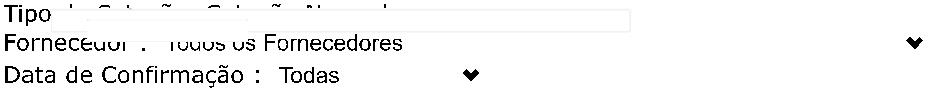 Tipo
Fornecedor : Todos os Fornecedores
Data de Confirmação : Todas